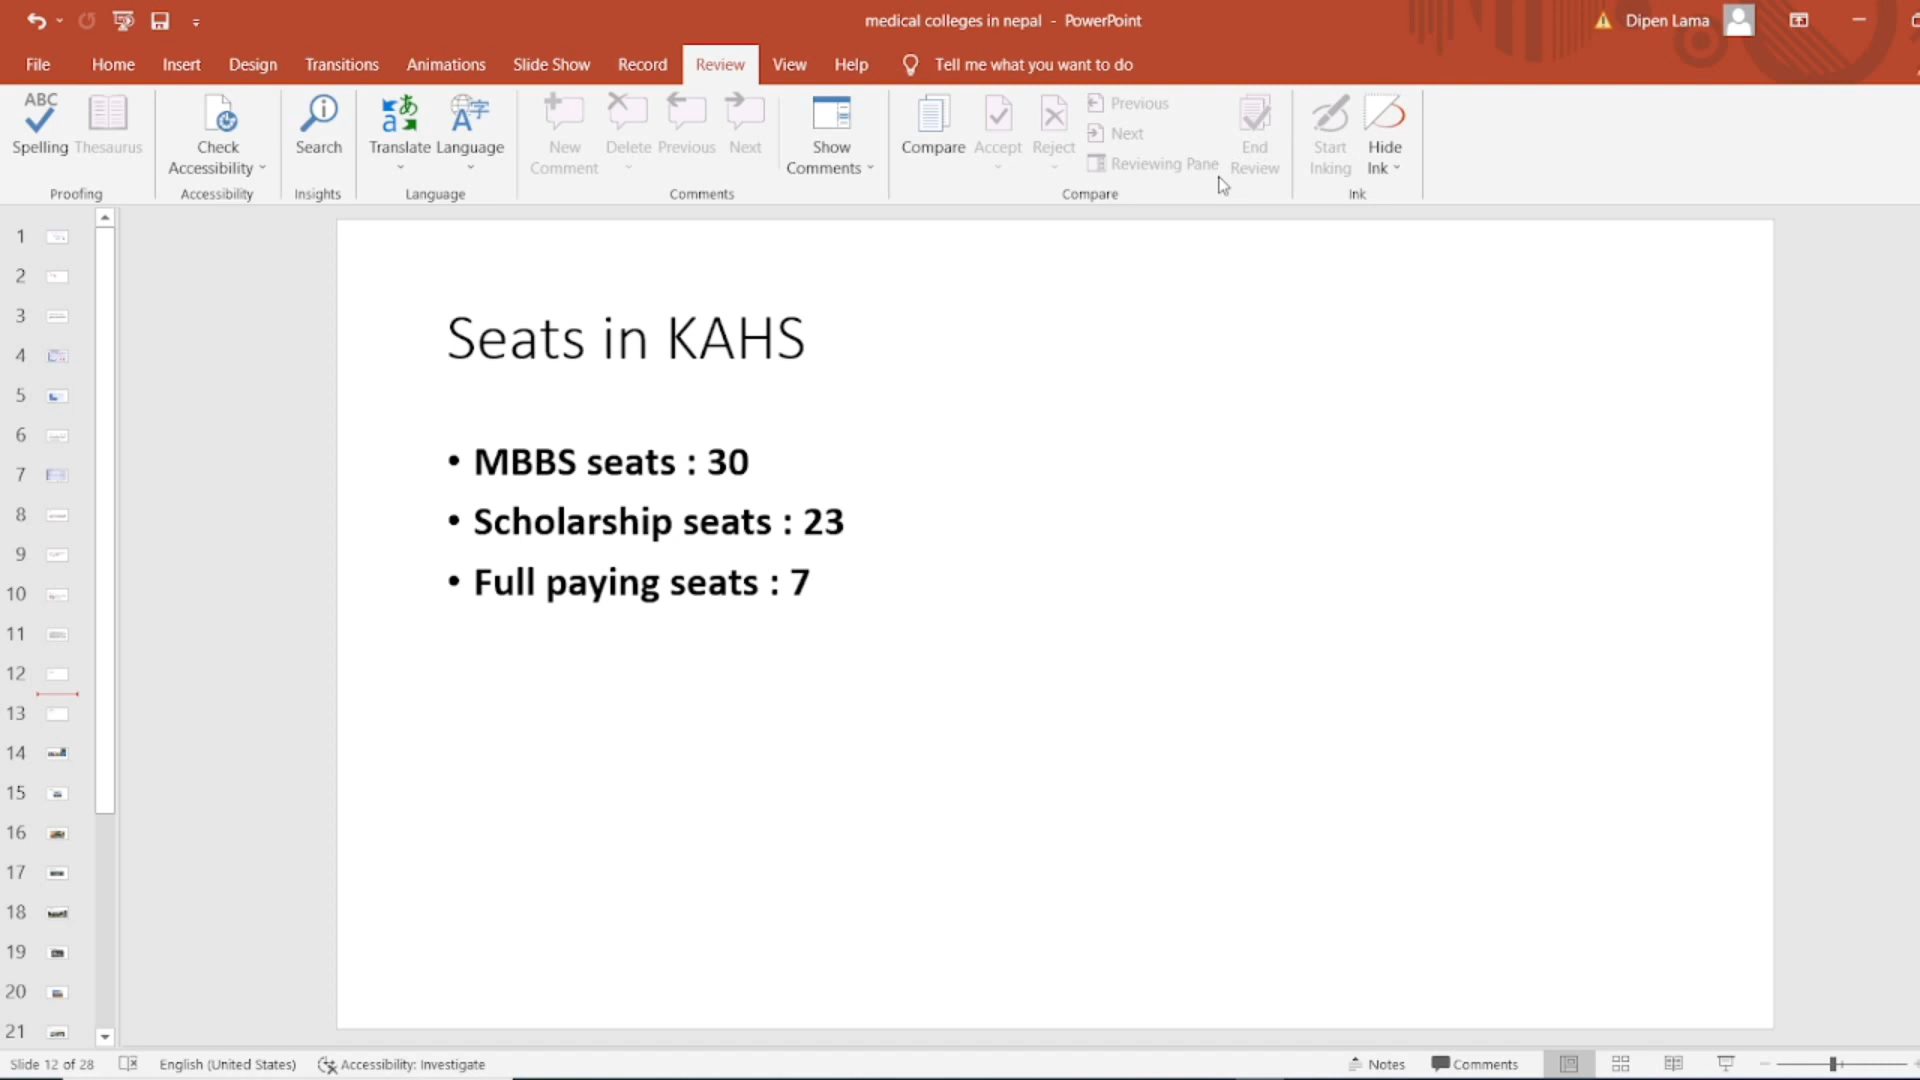 medical colleges in nepal - PowerPoint
Dipen Lama
File Home Insert Design Transitions Animations Slide Show Record Review View Help Tell me what you want to do
ABC
Spelling Thesaurus
Check
Accessibility
Search
Translate Language
New
Comment
Delete Previous Next
Show
Comments
Compare Accept Reject
Previous
Next
Reviewing Pane
End
Review
Start
Inking
Hide
Ink
Proofing Accessibility Insights Language Comments Compare Ink
1
2
3
4
5
6
7
8
9
10
11
12
13
14
15
16
17
18
19
20
21
Seats in KAHS
• MBBS seats : 30
• Scholarship seats : 23
• Full paying seats : 7
Slide 12 of 28 English (United States) Accessibility: Investigate Notes Comments